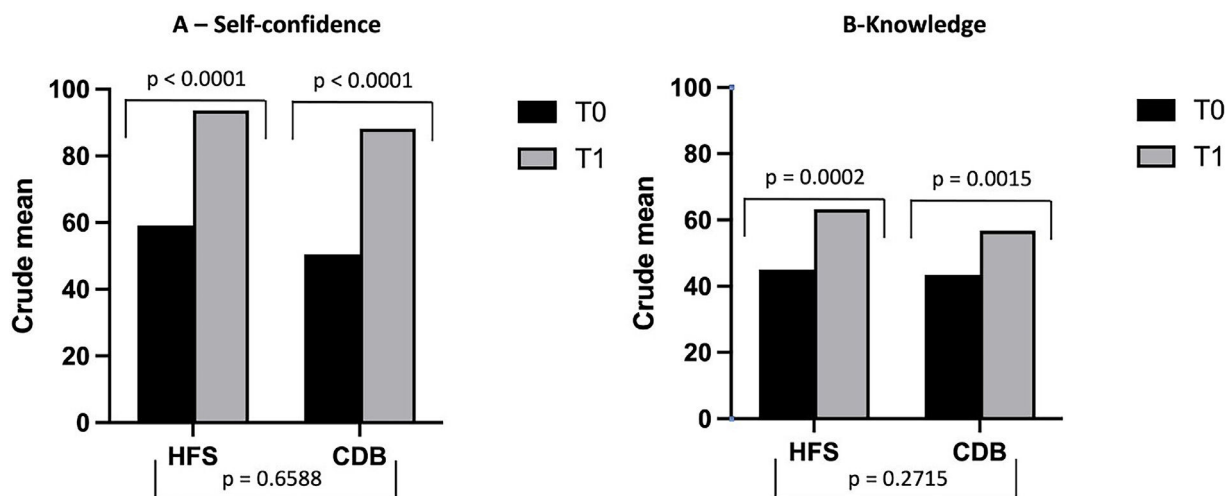 A – Self-confidence
p < 0.0001
p < 0.0001
100
80
60
40
20
0
Crude mean
HFS
CDB
p = 0.6588
T0
T1
B-Knowledge
p = 0.0002
p = 0.0015
100
80
60
40
20
0
Crude mean
HFS
CDB
p = 0.2715
T0
T1